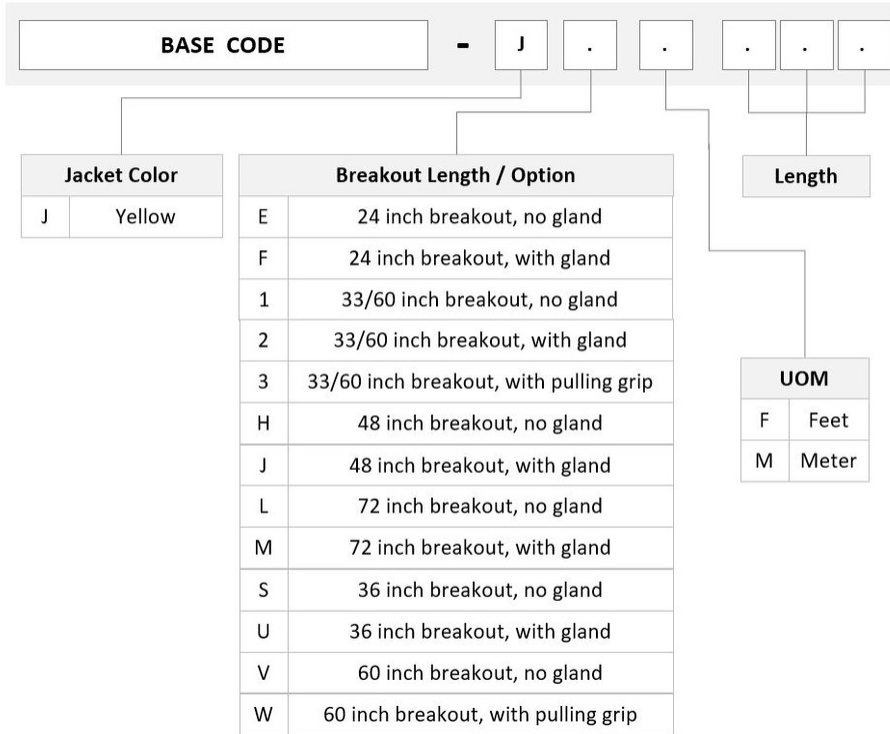 BASE CODE - J . . . . .
Jacket Color
J Yellow
Breakout Length / Option
E 24 inch breakout, no gland
F 24 inch breakout, with gland
1 33/60 inch breakout, no gland
2 33/60 inch breakout, with gland
3 33/60 inch breakout, with pulling grip
H 48 inch breakout, no gland
J 48 inch breakout, with gland
L 72 inch breakout, no gland
M 72 inch breakout, with gland
S 36 inch breakout, no gland
U 36 inch breakout, with gland
V 60 inch breakout, no gland
W 60 inch breakout, with pulling grip
Length
UOM
F Feet
M Meter